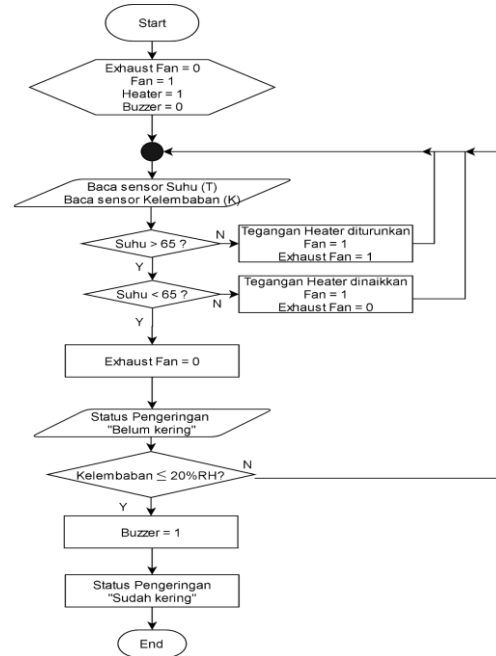 Start
Exhaust Fan = 0
Fan = 1
Heater = 1
Buzzer = 0
Baca sensor Suhu (T)
Baca sensor Kelembaban (K)
Suhu > 65 ?
N
Tegangan Heater diturunkan
Fan = 1
Exhaust Fan = 1
Y
Suhu < 65 ?
N
Tegangan Heater dinaikkan
Fan = 1
Exhaust Fan = 0
Y
Exhaust Fan = 0
Status Pengeringan
"Belum kering"
Kelembaban ≤ 20%RH?
N
Y
Buzzer = 1
Status Pengeringan
"Sudah kering"
End